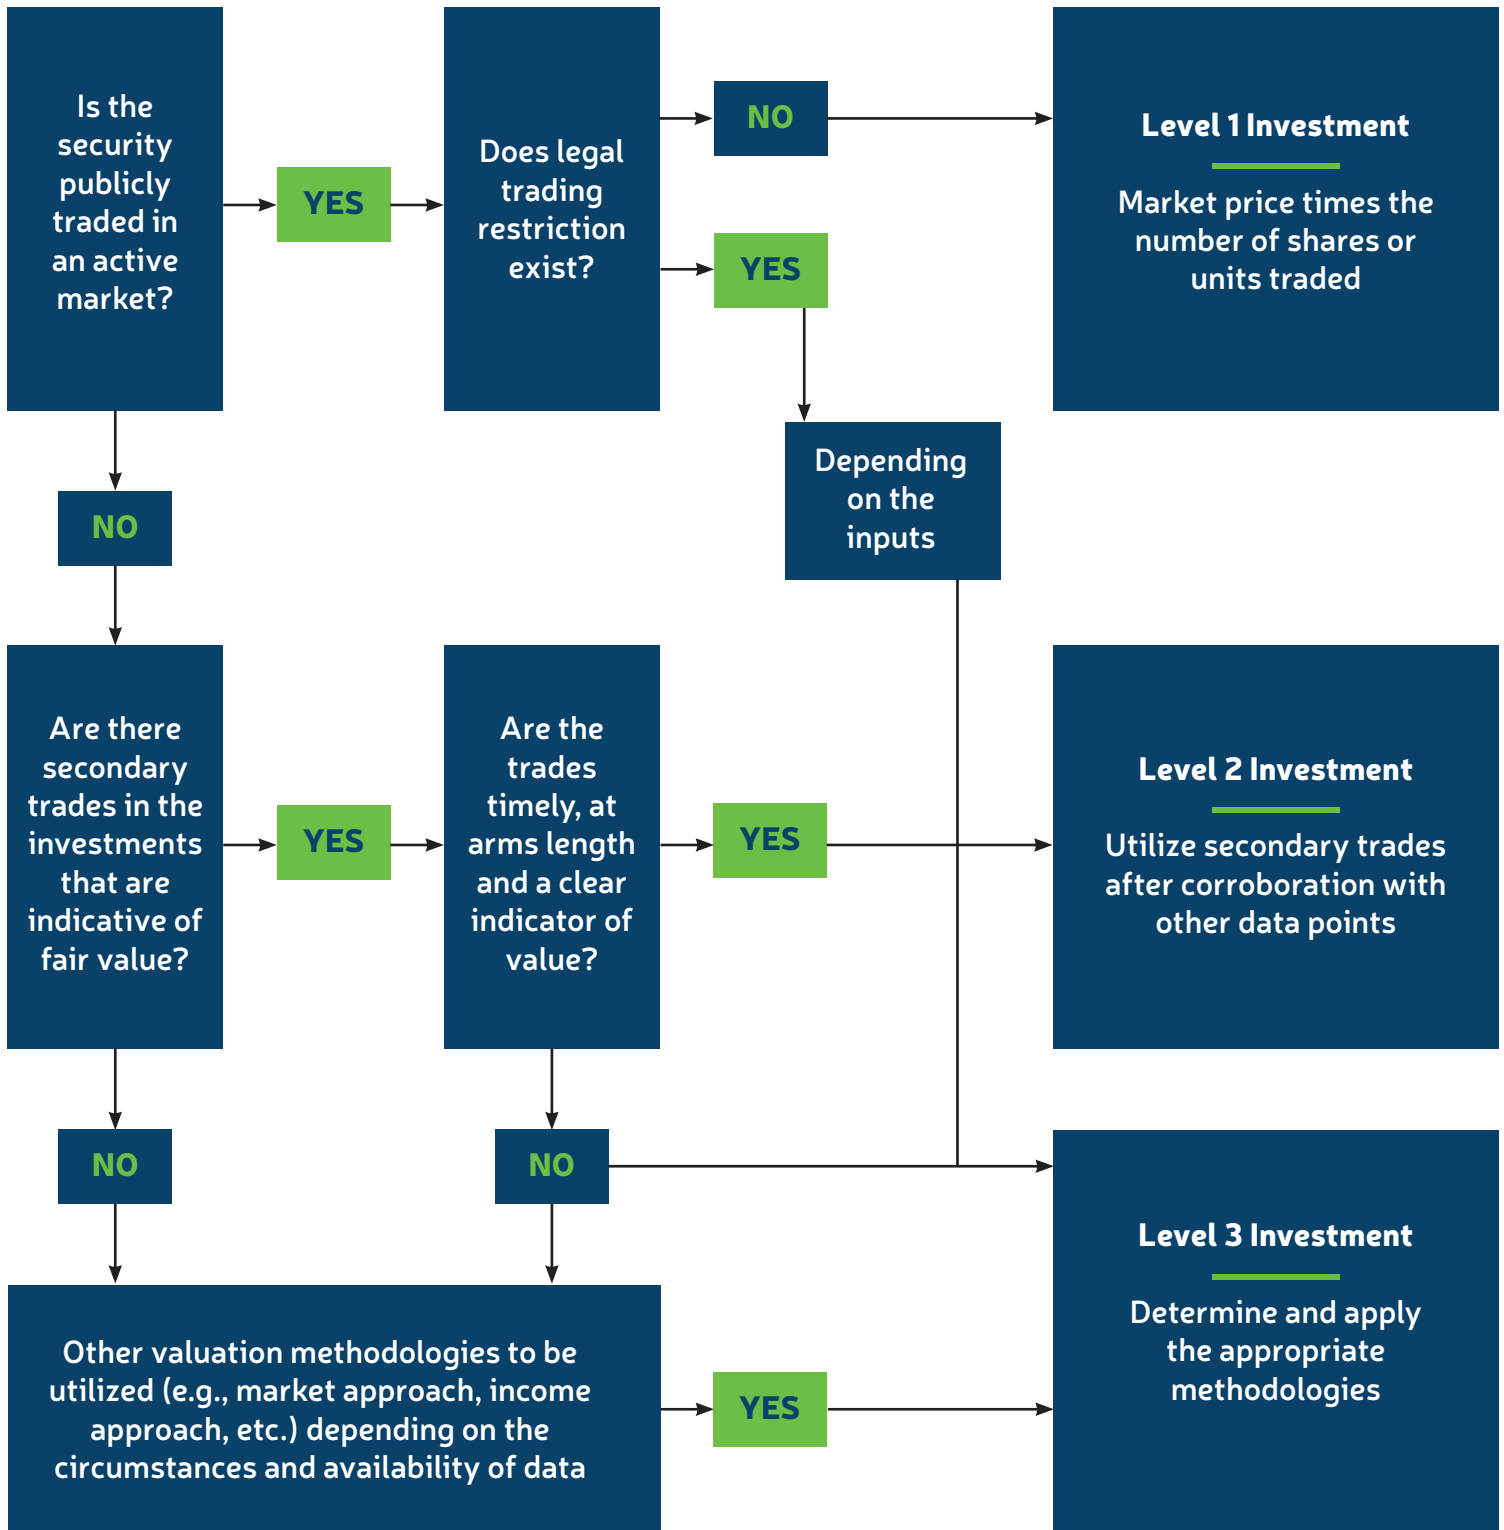 Is the
security
publicly
traded in
an active
market?
YES
Does legal
trading
restriction
exist?
NO
YES
Level 1 Investment
Market price times the
number of shares or
units traded
Depending
on the
inputs
NO
Are there
secondary
trades in the
investments
that are
indicative of
fair value?
YES
Are the
trades
timely, at
arms length
and a clear
indicator of
value?
YES
Level 2 Investment
Utilize secondary trades
after corroboration with
other data points
NO
NO
Other valuation methodologies to be
utilized (e.g., market approach, income
approach, etc.) depending on the
circumstances and availability of data
YES
Level 3 Investment
Determine and apply
the appropriate
methodologies